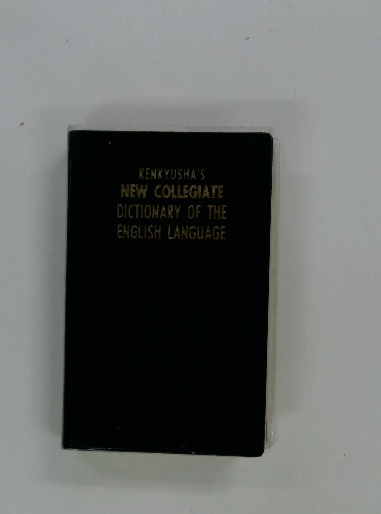 KENKYUSHA'S
NEW COLLEGIATE
DICTIONARY OF THE
ENGLISH LANGUAGE